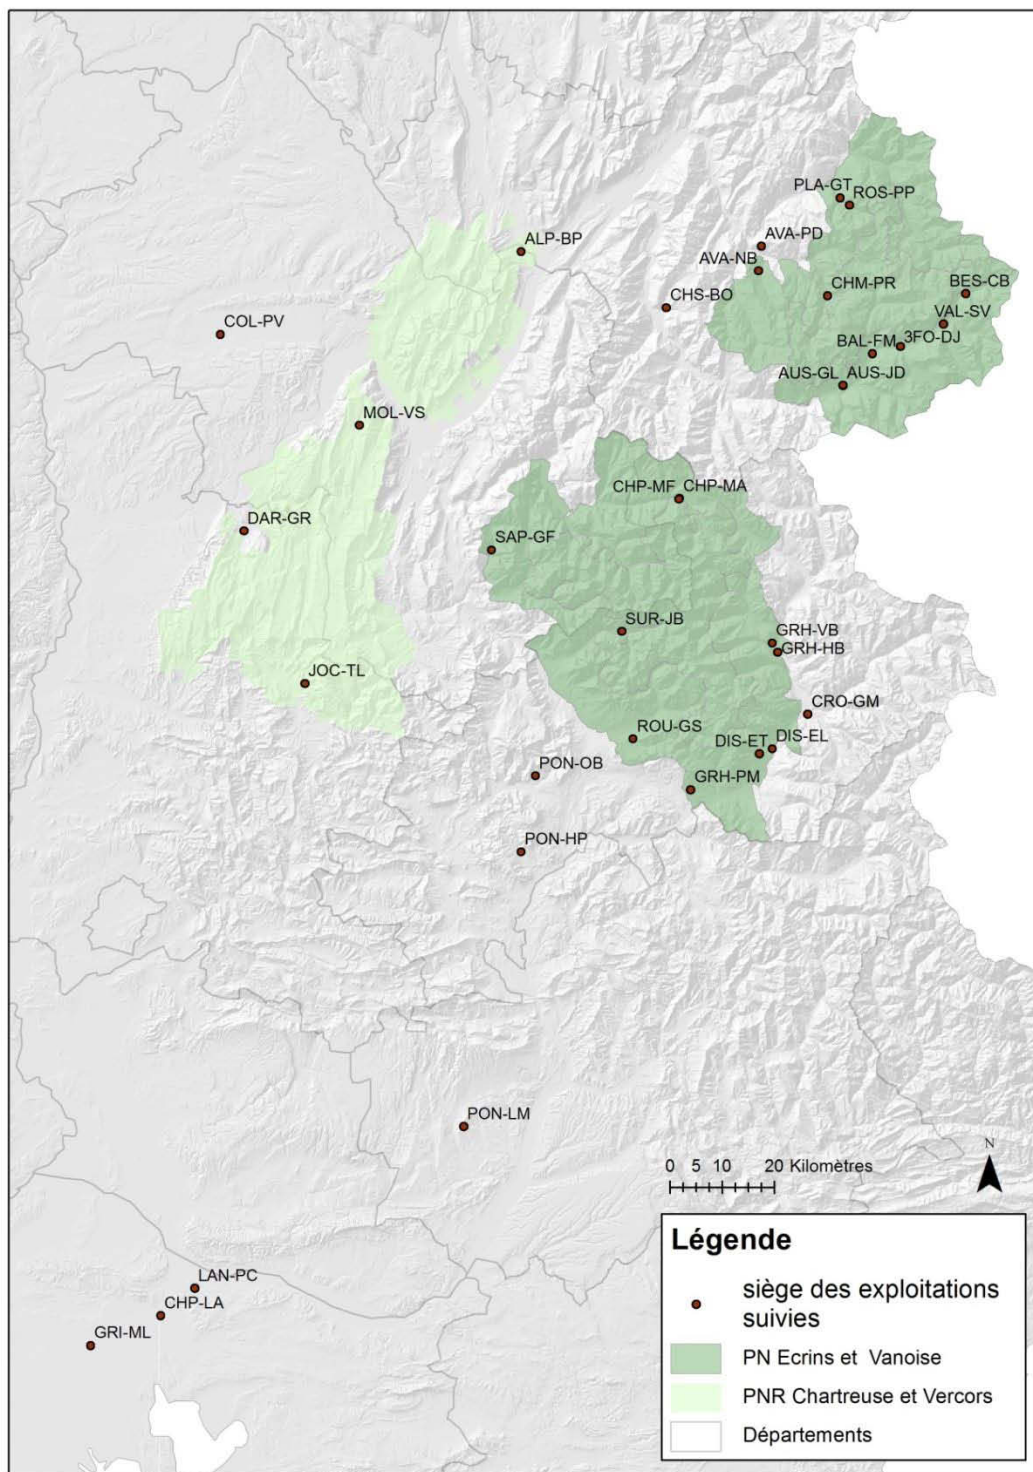 PLA-GT
ROS-PP
ALP-BP
AVA-PD
AVA-NB
CHM-PR
BES-CB
CHS-BO
VAL-SV
COL-PV
BAL-FM
3FO-DJ
AUS-GL
AUS-JD
MOL-VS
CHP-MF
CHP-MA
DAR-GR
SAP-GF
SUR-JB
GRH-VB
GRH-HB
JOC-TL
CRO-GM
ROU-GS
DIS-ET
DIS-EL
PON-OB
GRH-PM
PON-HP
PON-LM
N
0 5 10 20 Kilomètres
LAN-PC
CHP-LA
GRI-ML
Légende
siège des exploitations
suivies
PN Ecrins et Vanoise
PNR Chartreuse et Vercors
Départements